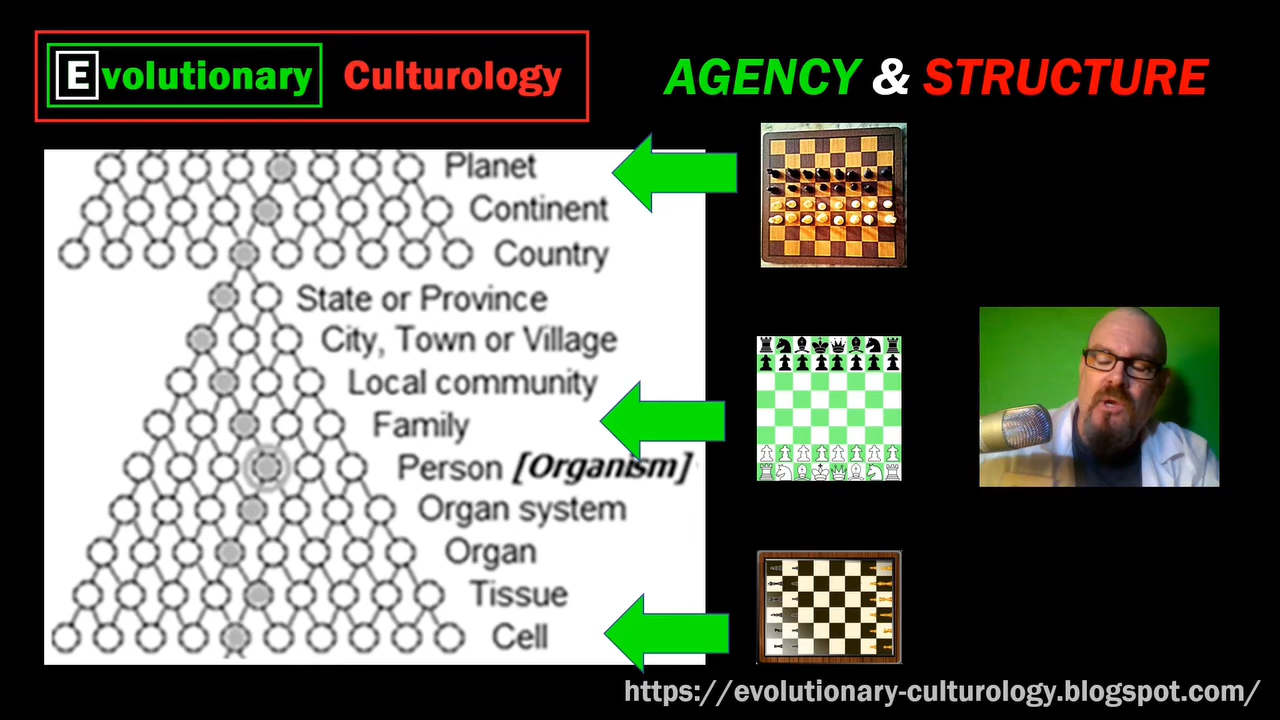 Evolutionary Culturology
AGENCY & STRUCTURE
Planet
Continent
Country
State or Province
City, Town or Village
Local community
Family
Person [Organism]
Organ system
Organ
Tissue
Cell
https://evolutionary-culturology.blogspot.com/